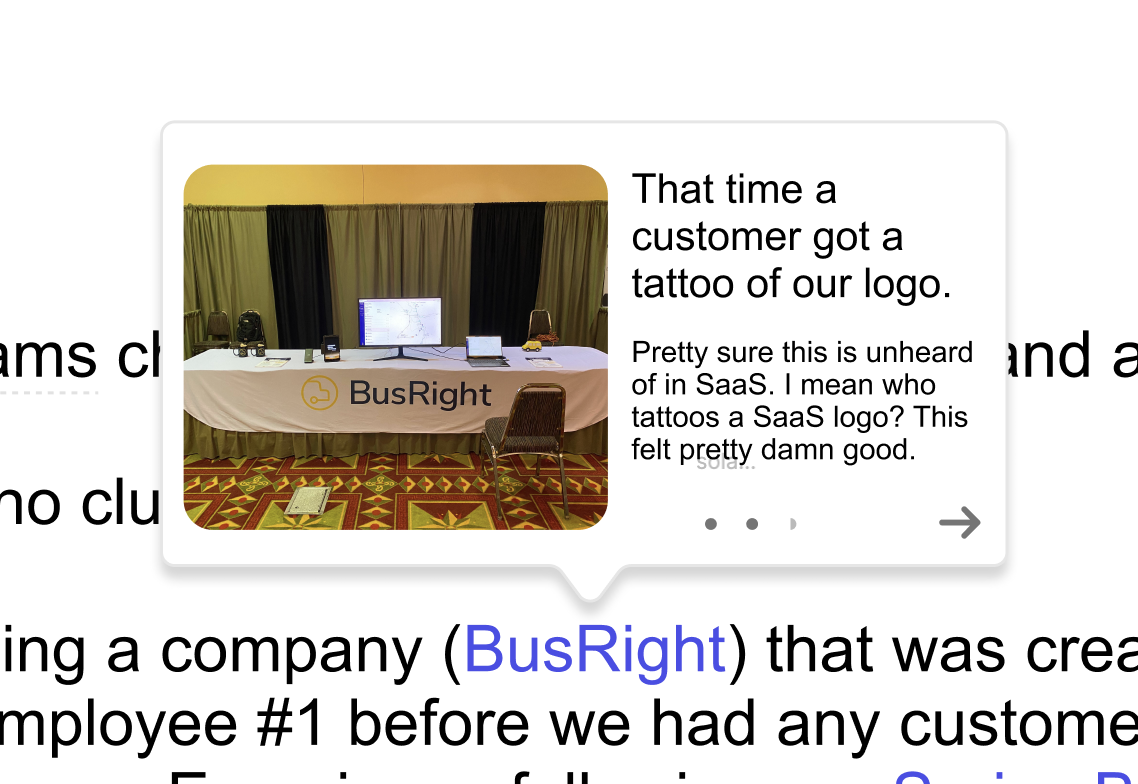 That time a
customer got a
tattoo of our logo.
Pretty sure this is unheard
of in SaaS. I mean who
tattoos a SaaS logo? This
felt pretty damn good.
sola...
BusRight
ams ch
and a
no clu
ing a company (BusRight) that was crea
mployee #1 before we had any custome